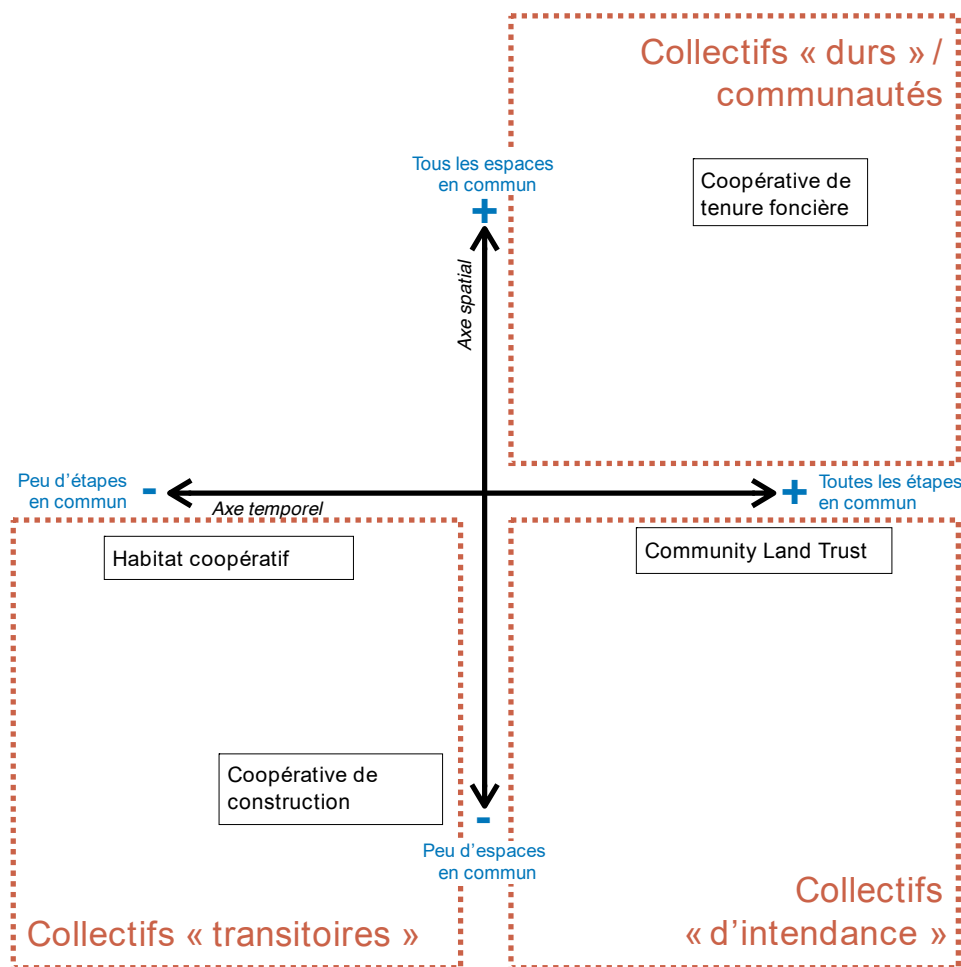 Collectifs « durs » /
communautés
Tous les espaces
en commun
+
Coopérative de
tenure foncière
Axe spatial
Peu d’étapes
en commun
-
Axe temporel
+
Toutes les étapes
en commun
Habitat coopératif
Community Land Trust
Coopérative de
construction
-
Peu d’espaces
en commun
Collectifs « transitoires »
Collectifs
« d’intendance »